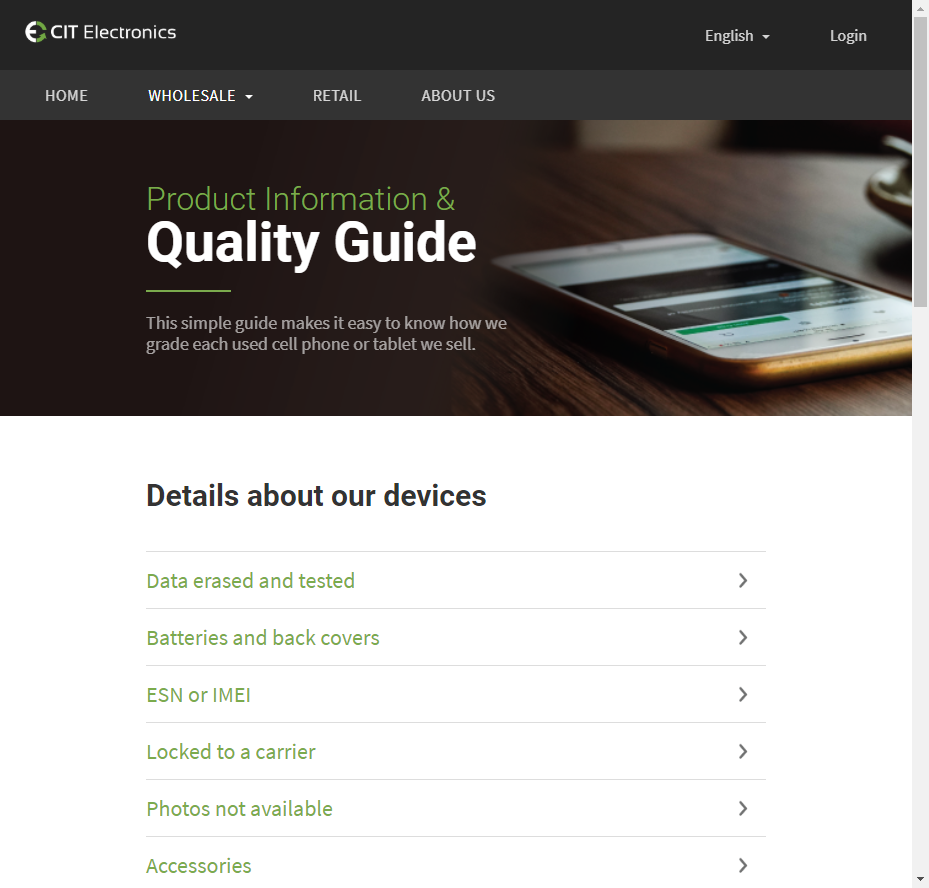 CIT Electronics
English
Login
HOME
WHOLESALE
RETAIL
ABOUT US
Product Information &
Quality Guide
This simple guide makes it easy to know how we
grade each used cell phone or tablet we sell.
Details about our devices
Data erased and tested
Batteries and back covers
ESN or IMEI
Locked to a carrier
Photos not available
Accessories